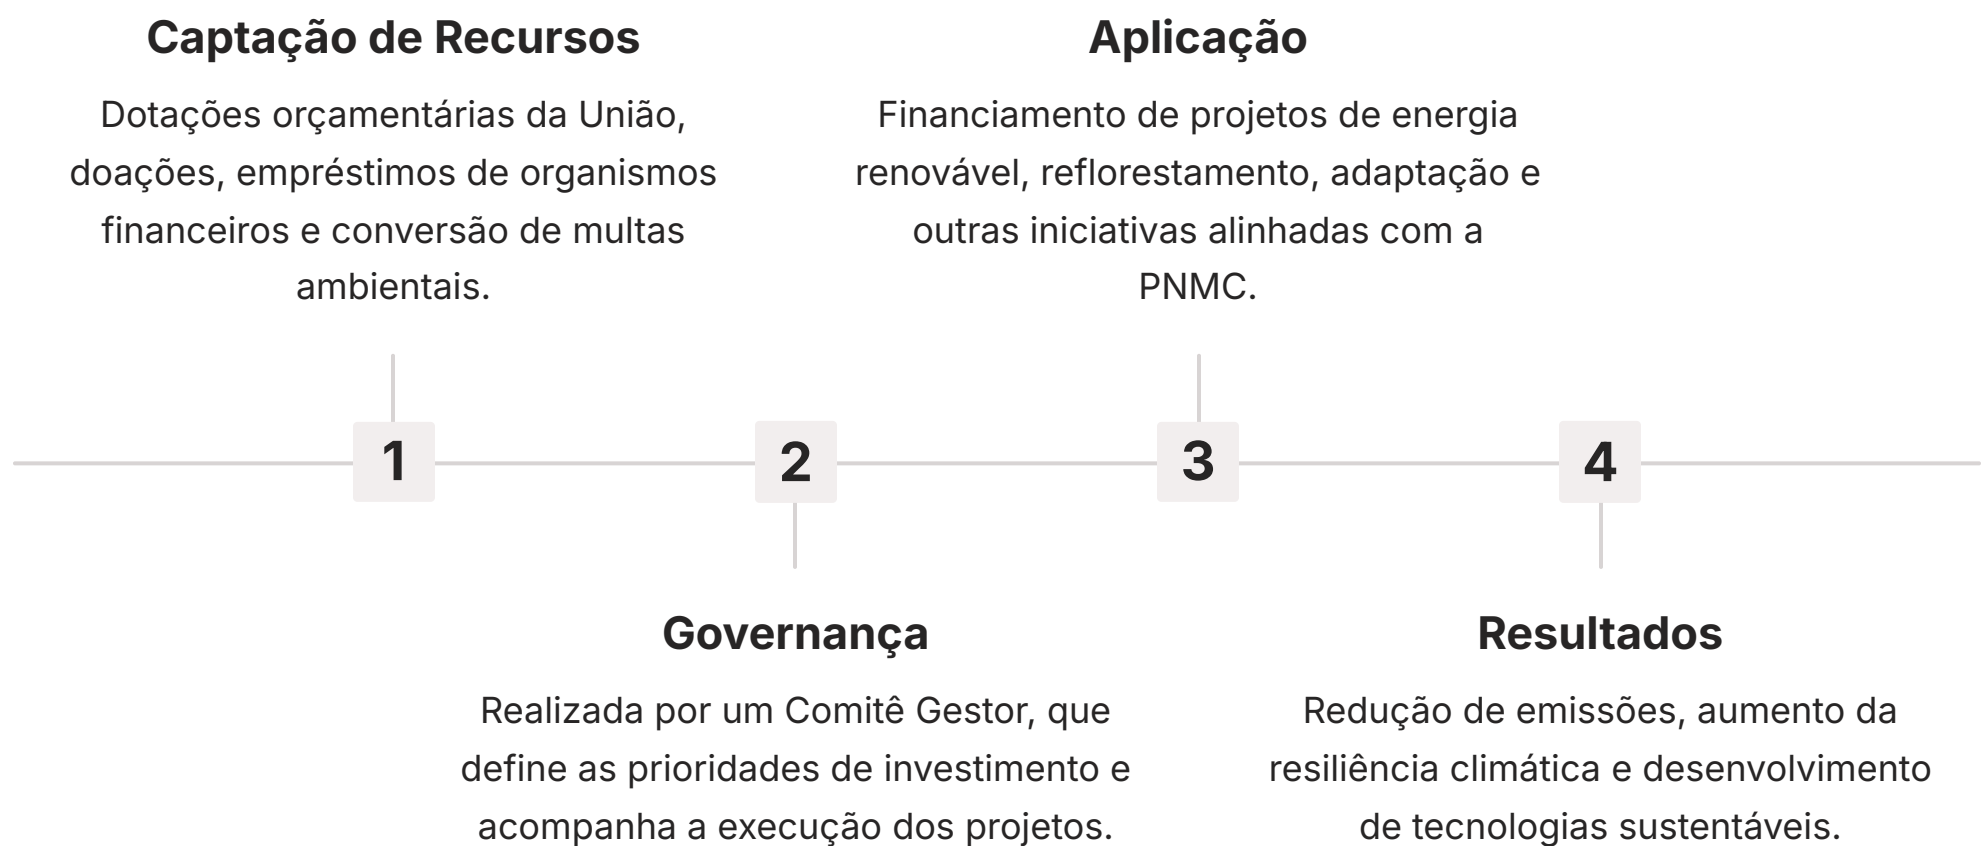 Captação de Recursos
Dotações orçamentárias da União,
doações, empréstimos de organismos
financeiros e conversão de multas
ambientais.
Aplicação
Financiamento de projetos de energia
renovável, reflorestamento, adaptação e
outras iniciativas alinhadas com a
PNMC.
1
2
3
4
Governança
Realizada por um Comitê Gestor, que
define as prioridades de investimento e
acompanha a execução dos projetos.
Resultados
Redução de emissões, aumento da
resiliência climática e desenvolvimento
de tecnologias sustentáveis.